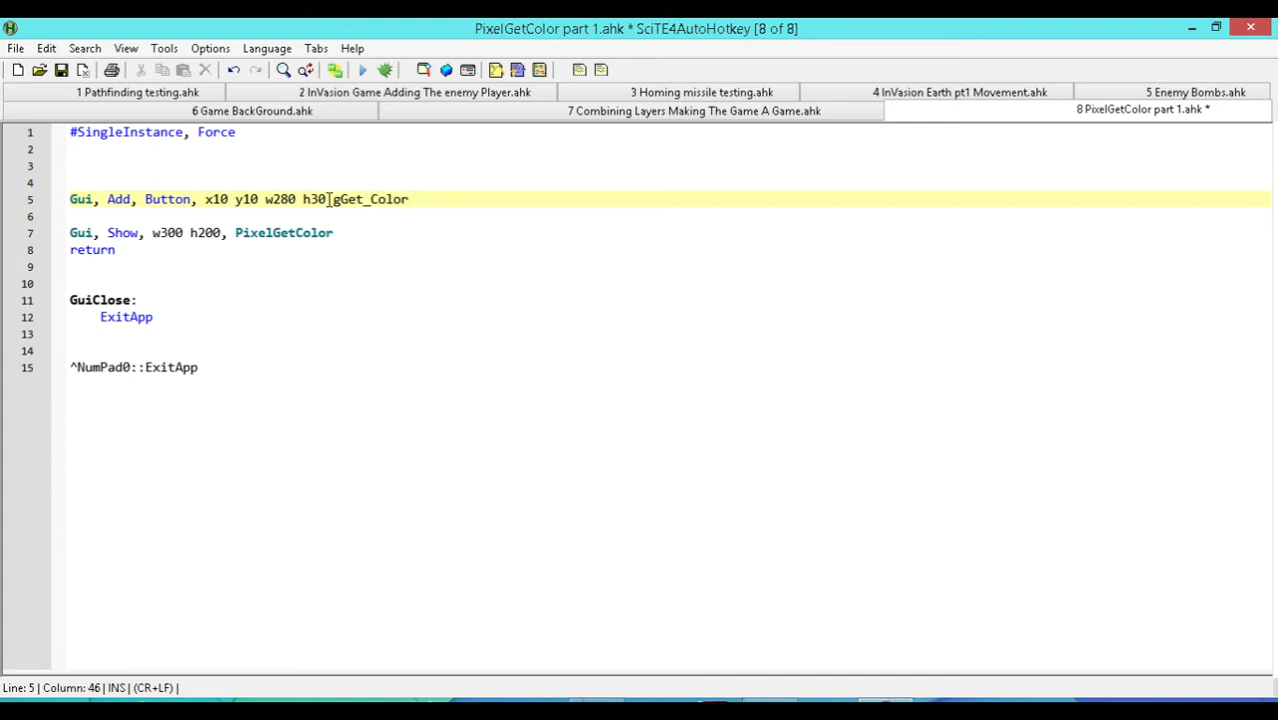 PixelGetColor part 1.ahk * SciTE4AutoHotkey [8 of 8]
File Edit Search View Tools Options Language Tabs Help
1 Pathfinding testing.ahk 2 InVasion Game Adding The enemy Player.ahk 3 Homing missile testing.ahk 4 InVasion Earth pt1 Movement.ahk 5 Enemy Bombs.ahk
6 Game BackGround.ahk 7 Combining Layers Making The Game A Game.ahk 8 PixelGetColor part 1.ahk *
1 #SingleInstance, Force
2
3
4
5 Gui, Add, Button, x10 y10 w280 h30 gGet_Color
6
7 Gui, Show, w300 h200, PixelGetColor
8 return
9
10
11 GuiClose:
12 ExitApp
13
14
15 ^NumPad0::ExitApp
Line: 5 | Column: 46 | INS | (CR+LF) |